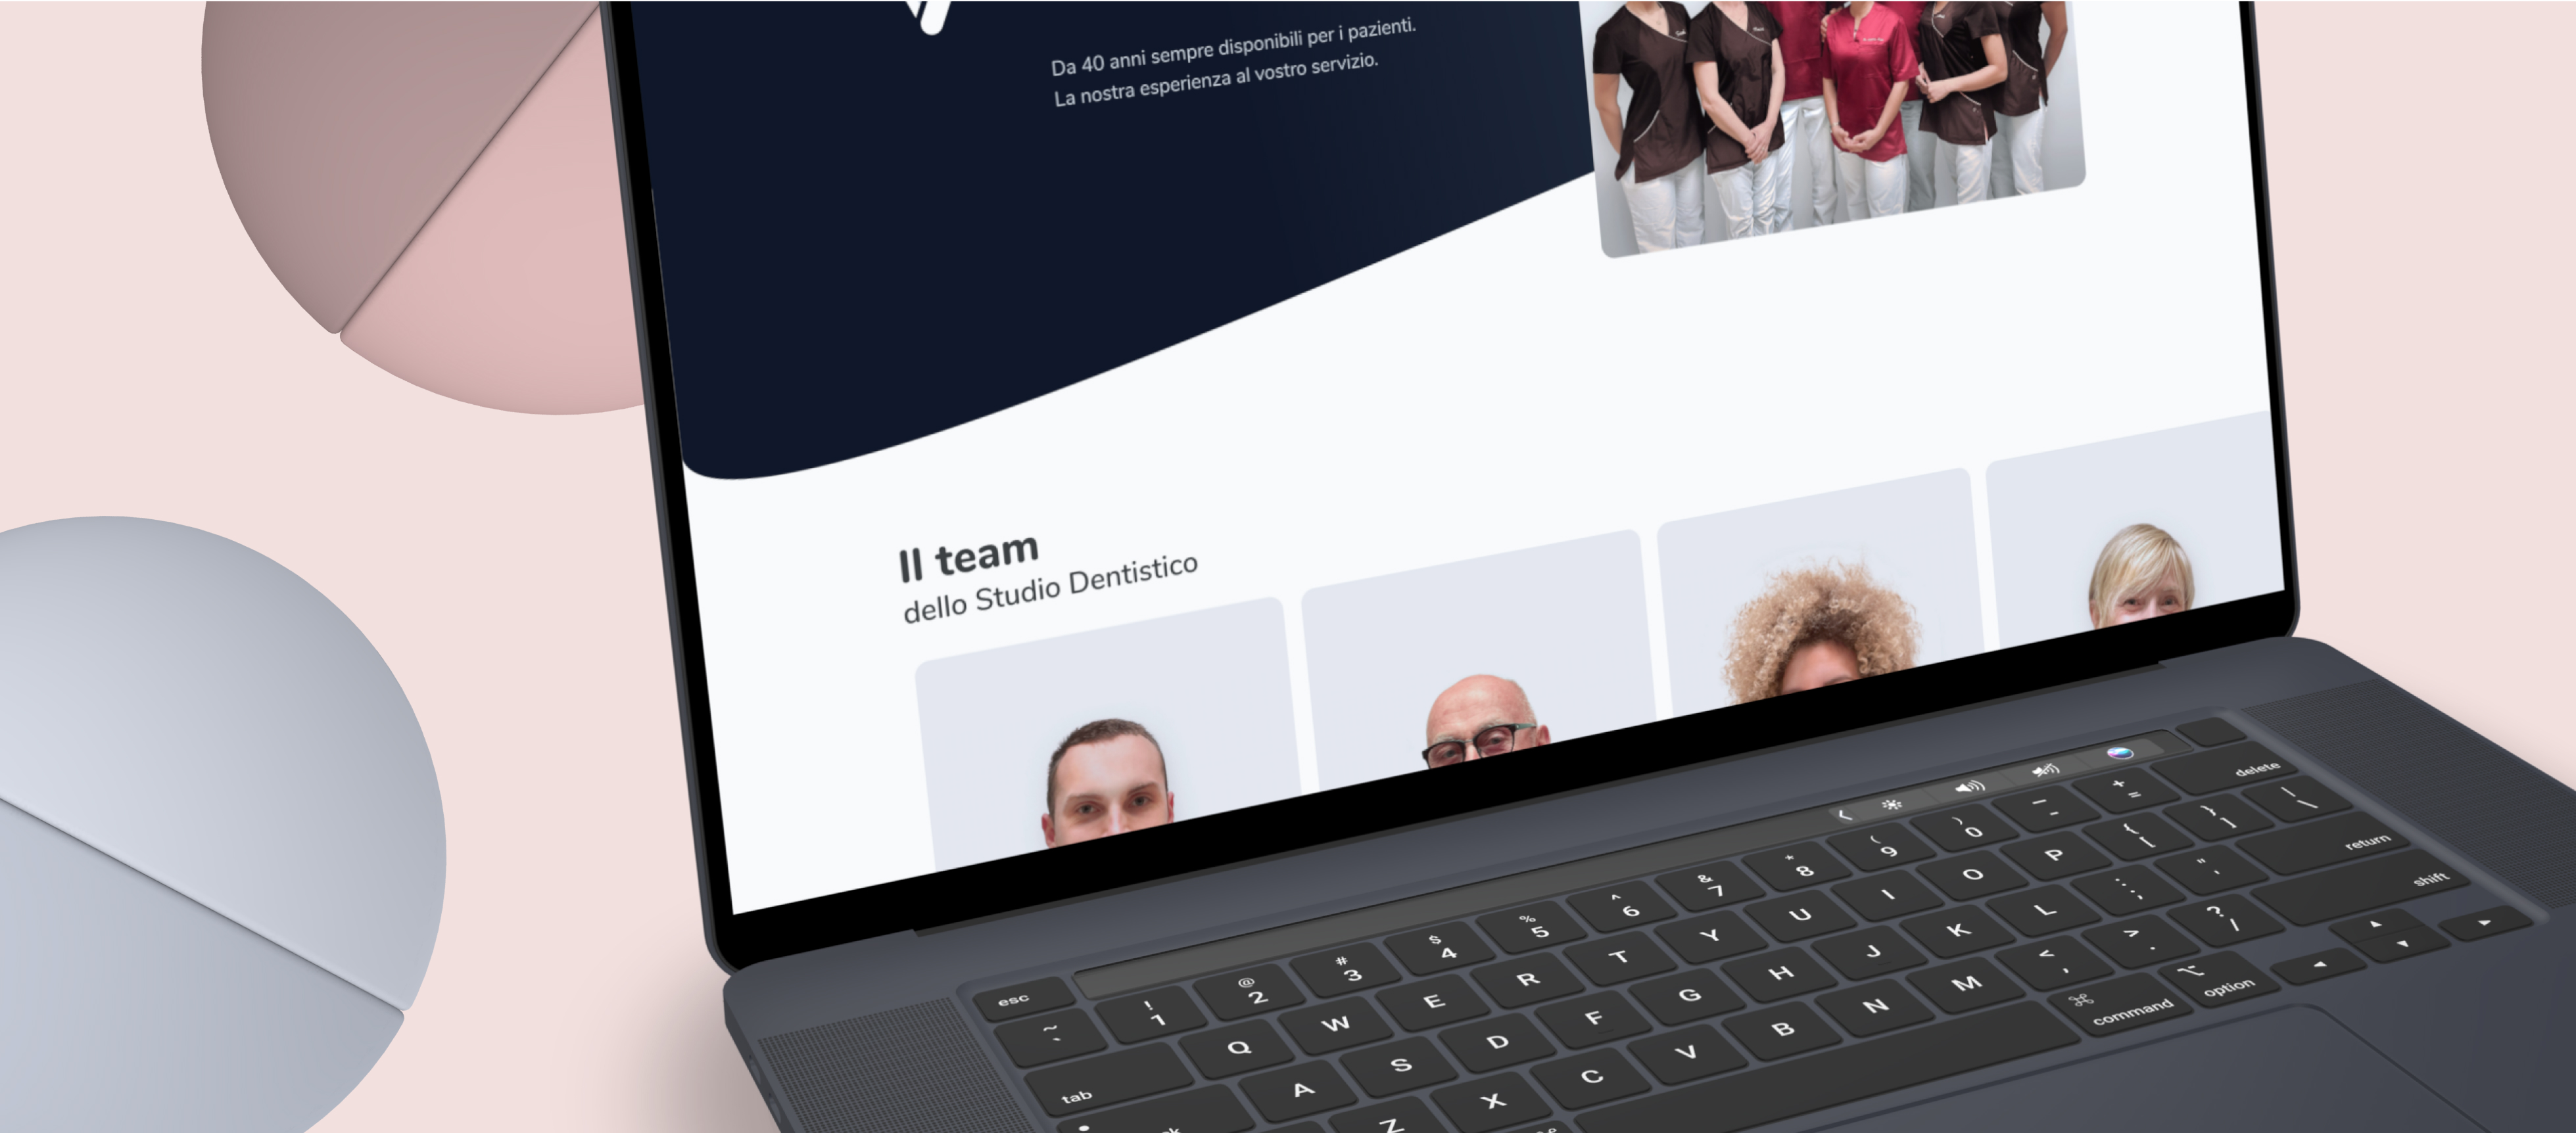 Da 40 anni sempre disponibili per i pazienti.
La nostra esperienza al vostro servizio.
Il team
dello Studio Dentistico
esc
~ `
! 1
@ 2
# 3
$ 4
% 5
^ 6
& 7
* 8
( 9
) 0
_ -
+ =
delete
tab
Q W E R T Y U I O P
{ [
} ]
| \
A S D F G H J K L
: ;
" '
return
Z X C V B N M
< ,
> .
? /
shift
⌘ command
⌥ option